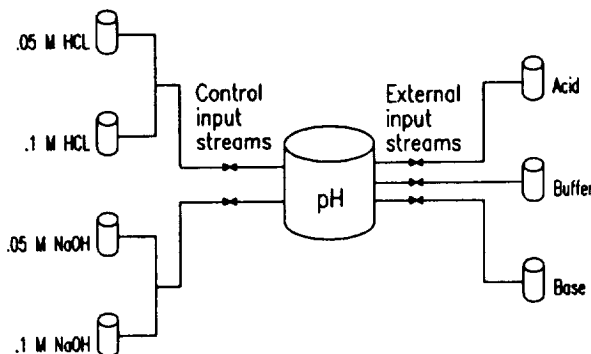 .05 M HCL
.1 M HCL
.05 M NaOH
.1 M NaOH
Control
input
streams
pH
External
input
streams
Acid
Buffer
Base